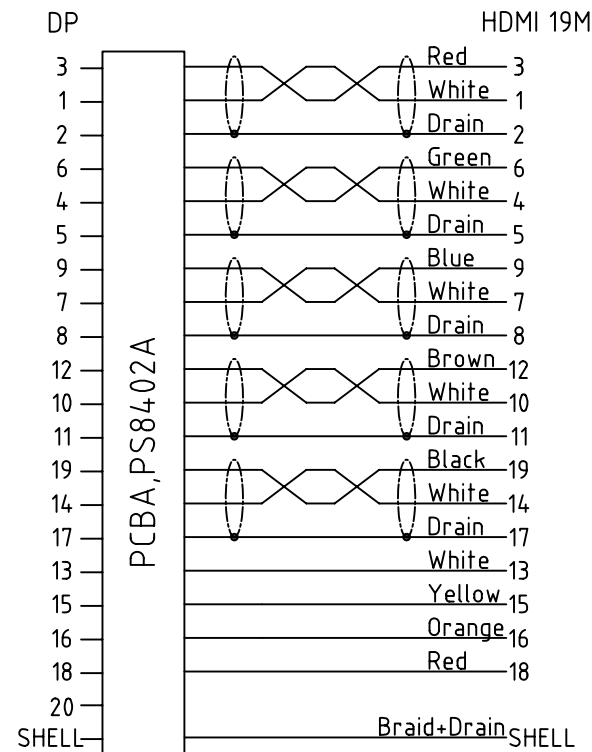 DP HDMI 19M
3 Red 3
1 White 1
2 Drain 2
6 Green 6
4 White 4
5 Drain 5
9 Blue 9
7 White 7
8 Drain 8
12 Brown 12
10 White 10
11 Drain 11
19 Black 19
14 White 14
17 Drain 17
13 White 13
15 Yellow 15
16 Orange 16
18 Red 18
20
SHELL Braid+Drain SHELL
PCBA,PS8402A